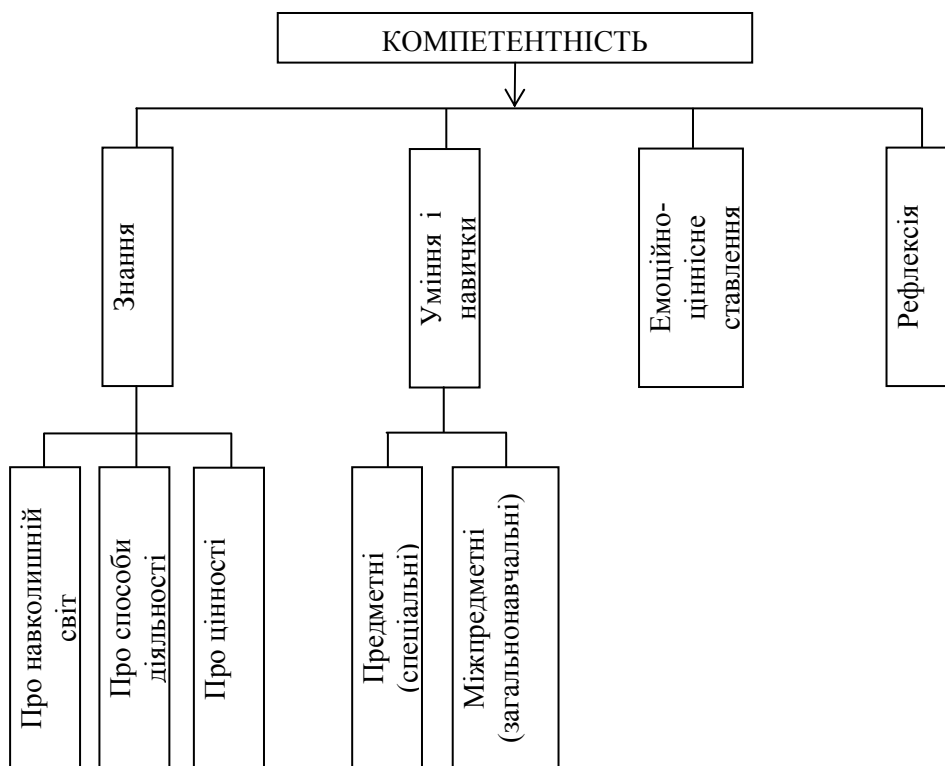 КОМПЕТЕНТНІСТЬ
Знання
Уміння і
навички
Емоційно-
ціннісне
ставлення
Рефлексія
Про навколишній
світ
Про способи
діяльності
Про цінності
Предметні
(спеціальні)
Міжпредметні
(загальнонавчальні)